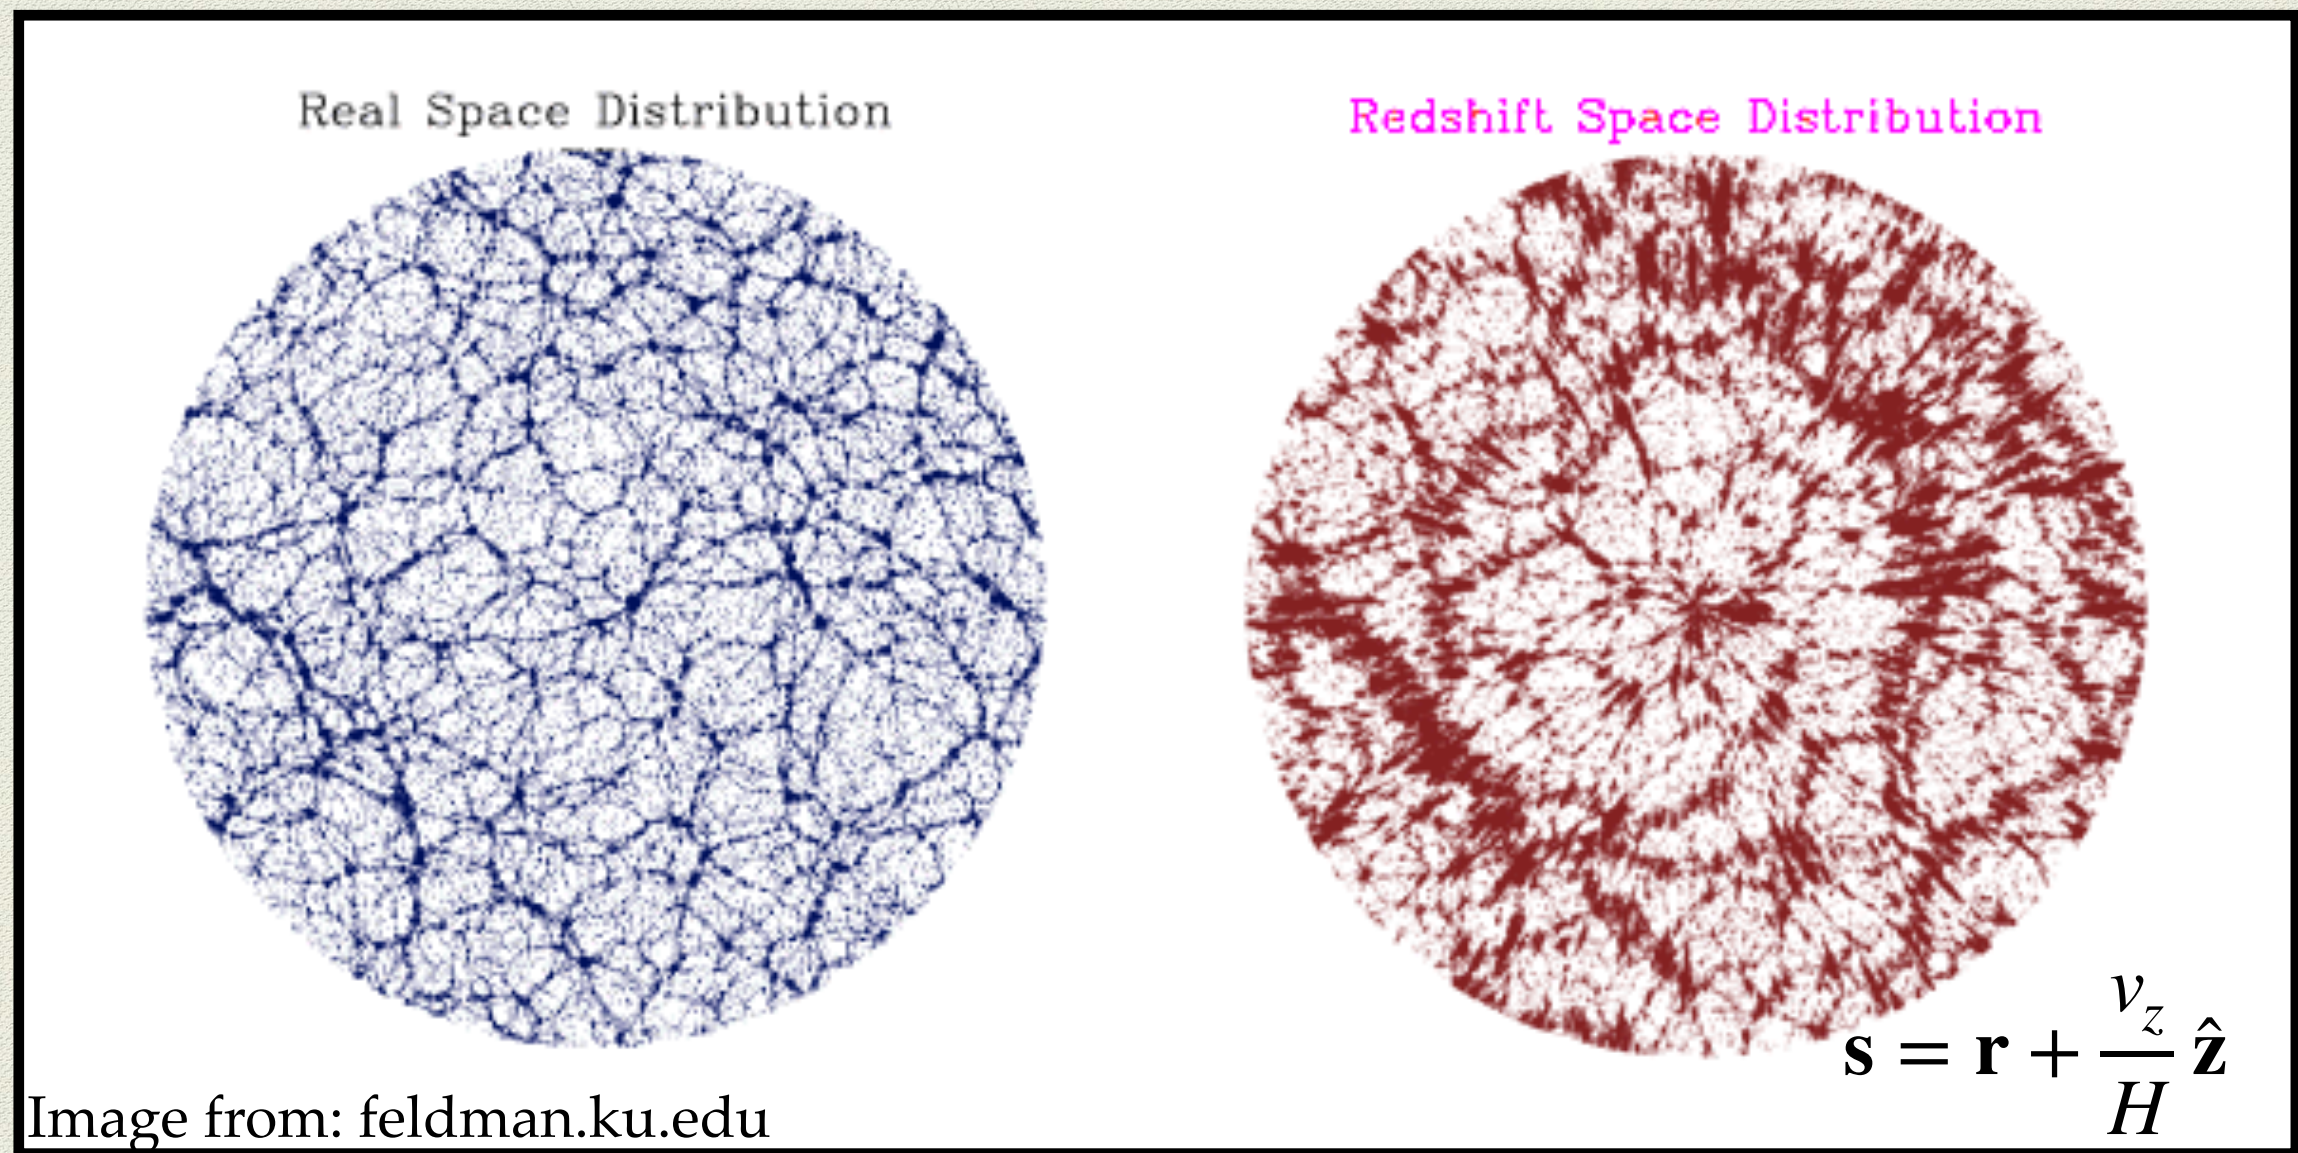 Real Space Distribution
Redshift Space Distribution
s = r + v_z/H ẑ
Image from: feldman.ku.edu